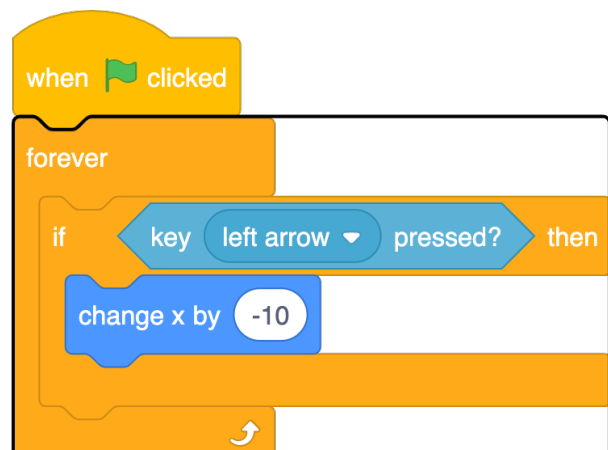 when clicked
forever
if key left arrow pressed? then
change x by -10